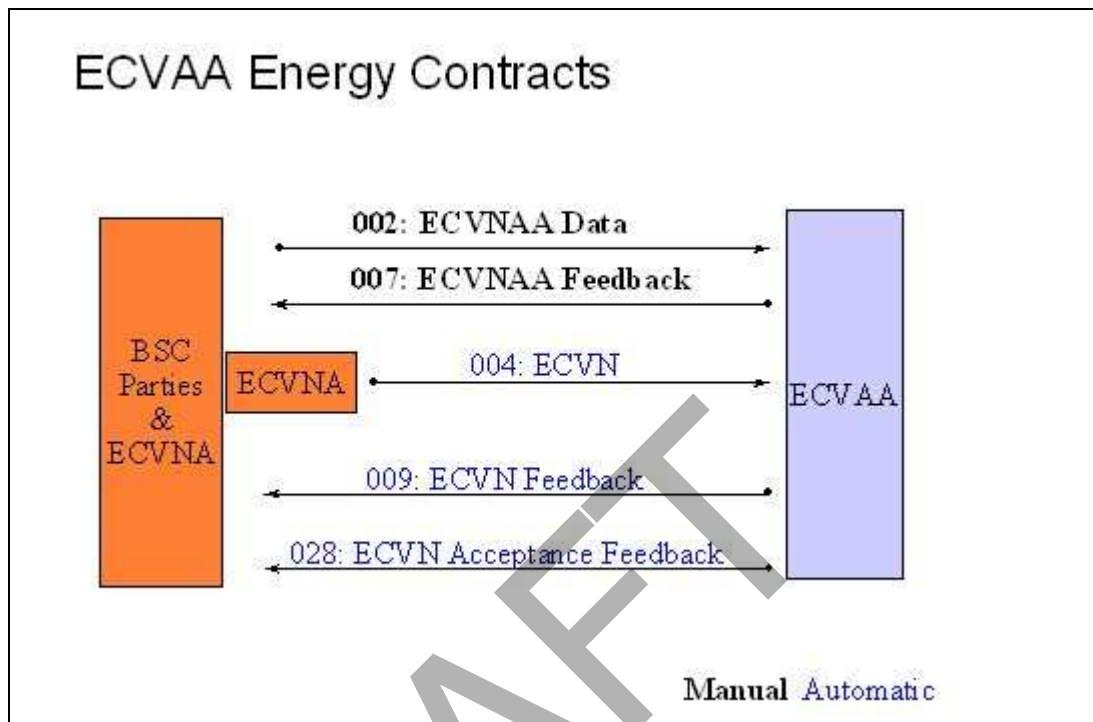 ECVAA Energy Contracts
002: ECVNAA Data
007: ECVNAA Feedback
BSC
Parties
&
ECVNA
ECVNA
004: ECVN
ECVAA
009: ECVN Feedback
028: ECVN Acceptance Feedback
AFT
Manual Automatic